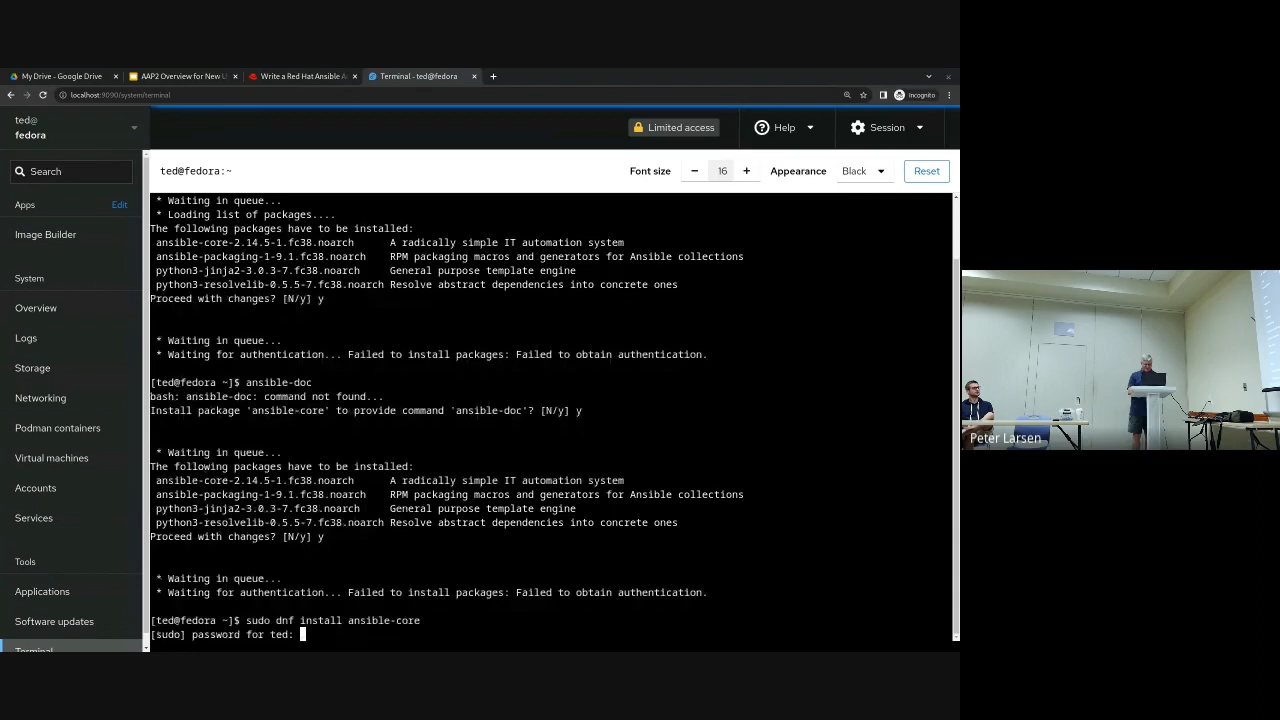 My Drive - Google Drive
AAP2 Overview for New U
Write a Red Hat Ansible A
Terminal - ted@fedora
localhost:9090/system/terminal
Incognito
ted@
fedora
Limited access
Help
Session
Search
ted@fedora:~
Font size
16
Appearance
Black
Reset
Apps
Edit
Image Builder
System
Overview
Logs
Storage
Networking
Podman containers
Virtual machines
Accounts
Services
Tools
Applications
Software updates
Terminal
* Waiting in queue...
* Loading list of packages....
The following packages have to be installed:
ansible-core-2.14.5-1.fc38.noarch A radically simple IT automation system
ansible-packaging-1-9.1.fc38.noarch RPM packaging macros and generators for Ansible collections
python3-jinja2-3.0.3-7.fc38.noarch General purpose template engine
python3-resolvelib-0.5.5-7.fc38.noarch Resolve abstract dependencies into concrete ones
Proceed with changes? [N/y] y
* Waiting in queue...
* Waiting for authentication... Failed to install packages: Failed to obtain authentication.
[ted@fedora ~]$ ansible-doc
bash: ansible-doc: command not found...
Install package 'ansible-core' to provide command 'ansible-doc'? [N/y] y
* Waiting in queue...
The following packages have to be installed:
ansible-core-2.14.5-1.fc38.noarch A radically simple IT automation system
ansible-packaging-1-9.1.fc38.noarch RPM packaging macros and generators for Ansible collections
python3-jinja2-3.0.3-7.fc38.noarch General purpose template engine
python3-resolvelib-0.5.5-7.fc38.noarch Resolve abstract dependencies into concrete ones
Proceed with changes? [N/y] y
* Waiting in queue...
* Waiting for authentication... Failed to install packages: Failed to obtain authentication.
[ted@fedora ~]$ sudo dnf install ansible-core
[sudo] password for ted:
Peter Larsen